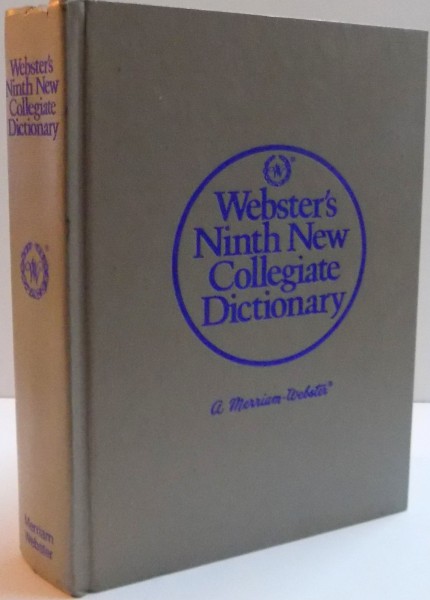 Webster's
Ninth New
Collegiate
Dictionary
Merriam
Webster
W
®
Webster's
Ninth New
Collegiate
Dictionary
A Merriam-Webster®